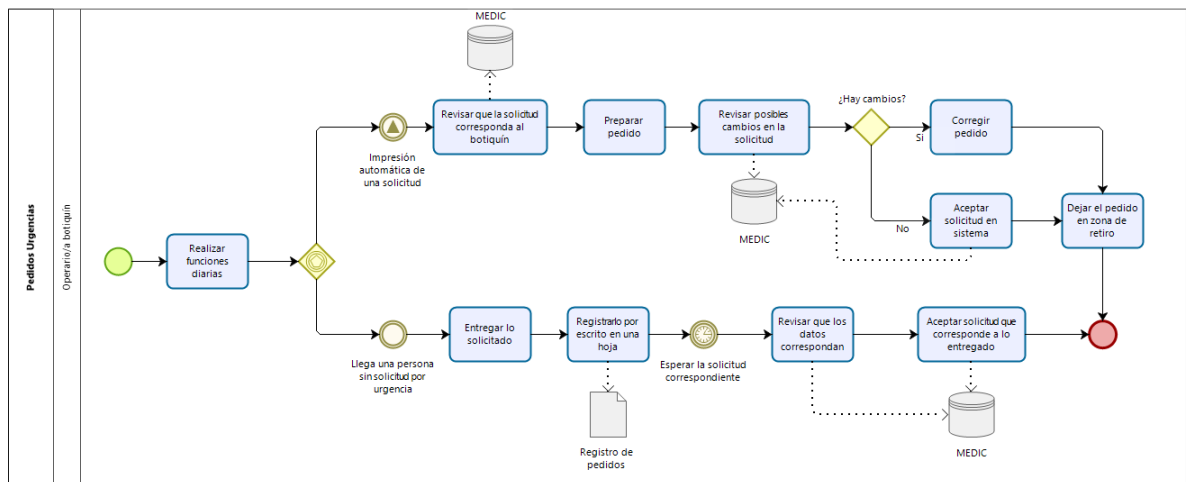 Pedidos Urgencias
Operario/a botiquín
Realizar
funciones
diarias
MEDIC
Impresión
automática de
una solicitud
Revisar que la solicitud
corresponda al
botiquín
Preparar
pedido
Revisar posibles
cambios en la
solicitud
MEDIC
¿Hay cambios?
Si
Corregir
pedido
No
Aceptar
solicitud en
sistema
Dejar el pedido
en zona de
retiro
Llega una persona
sin solicitud por
urgencia
Entregar lo
solicitado
Registrarlo por
escrito en una
hoja
Registro de
pedidos
Esperar la solicitud
correspondiente
Revisar que los
datos
correspondan
Aceptar solicitud que
corresponde a lo
entregado
MEDIC